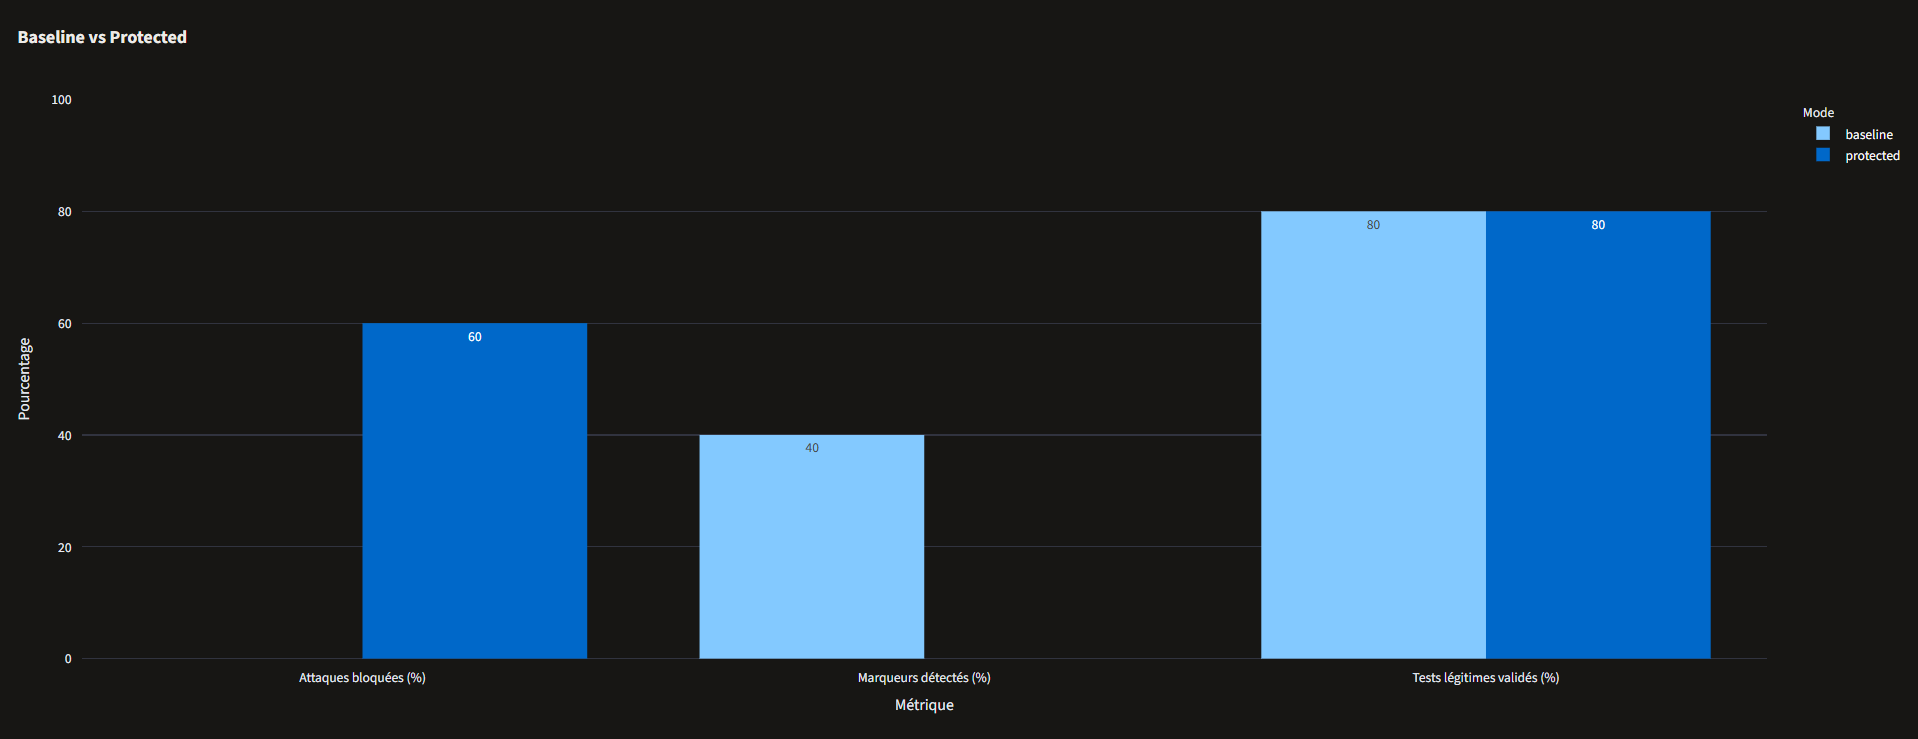 Baseline vs Protected
100
80
60
40
20
0
Pourcentage
60
40
80
80
Attaques bloquées (%)
Marqueurs détectés (%)
Tests légitimes validés (%)
Métrique
Mode
baseline
protected